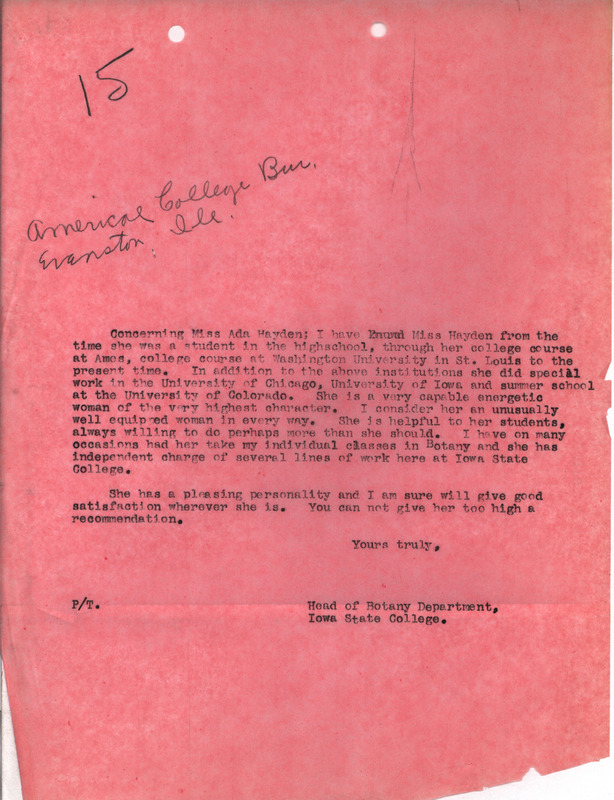 15
American College Bur.
Evanston, Ill.
Concerning Miss Ada Hayden; I have Knund Miss Hayden from the
time she was a student in the highschool, through her college course
at Ames, college course at Washington University in St. Louis to the
present time. In addition to the above institutions she did special
work in the University of Chicago, University of Iowa and summer school
at the University of Colorado. She is a very capable energetic
woman of the very highest character. I consider her an unusually
well equipped woman in every way. She is helpful to her students,
always willing to do perhaps more than she should. I have on many
occasions had her take my individual classes in Botany and she has
independent charge of several lines of work here at Iowa State
College.
She has a pleasing personality and I am sure will give good
satisfaction wherever she is. You can not give her too high a
recommendation.
Yours truly,
P/T.
Head of Botany Department,
Iowa State College.